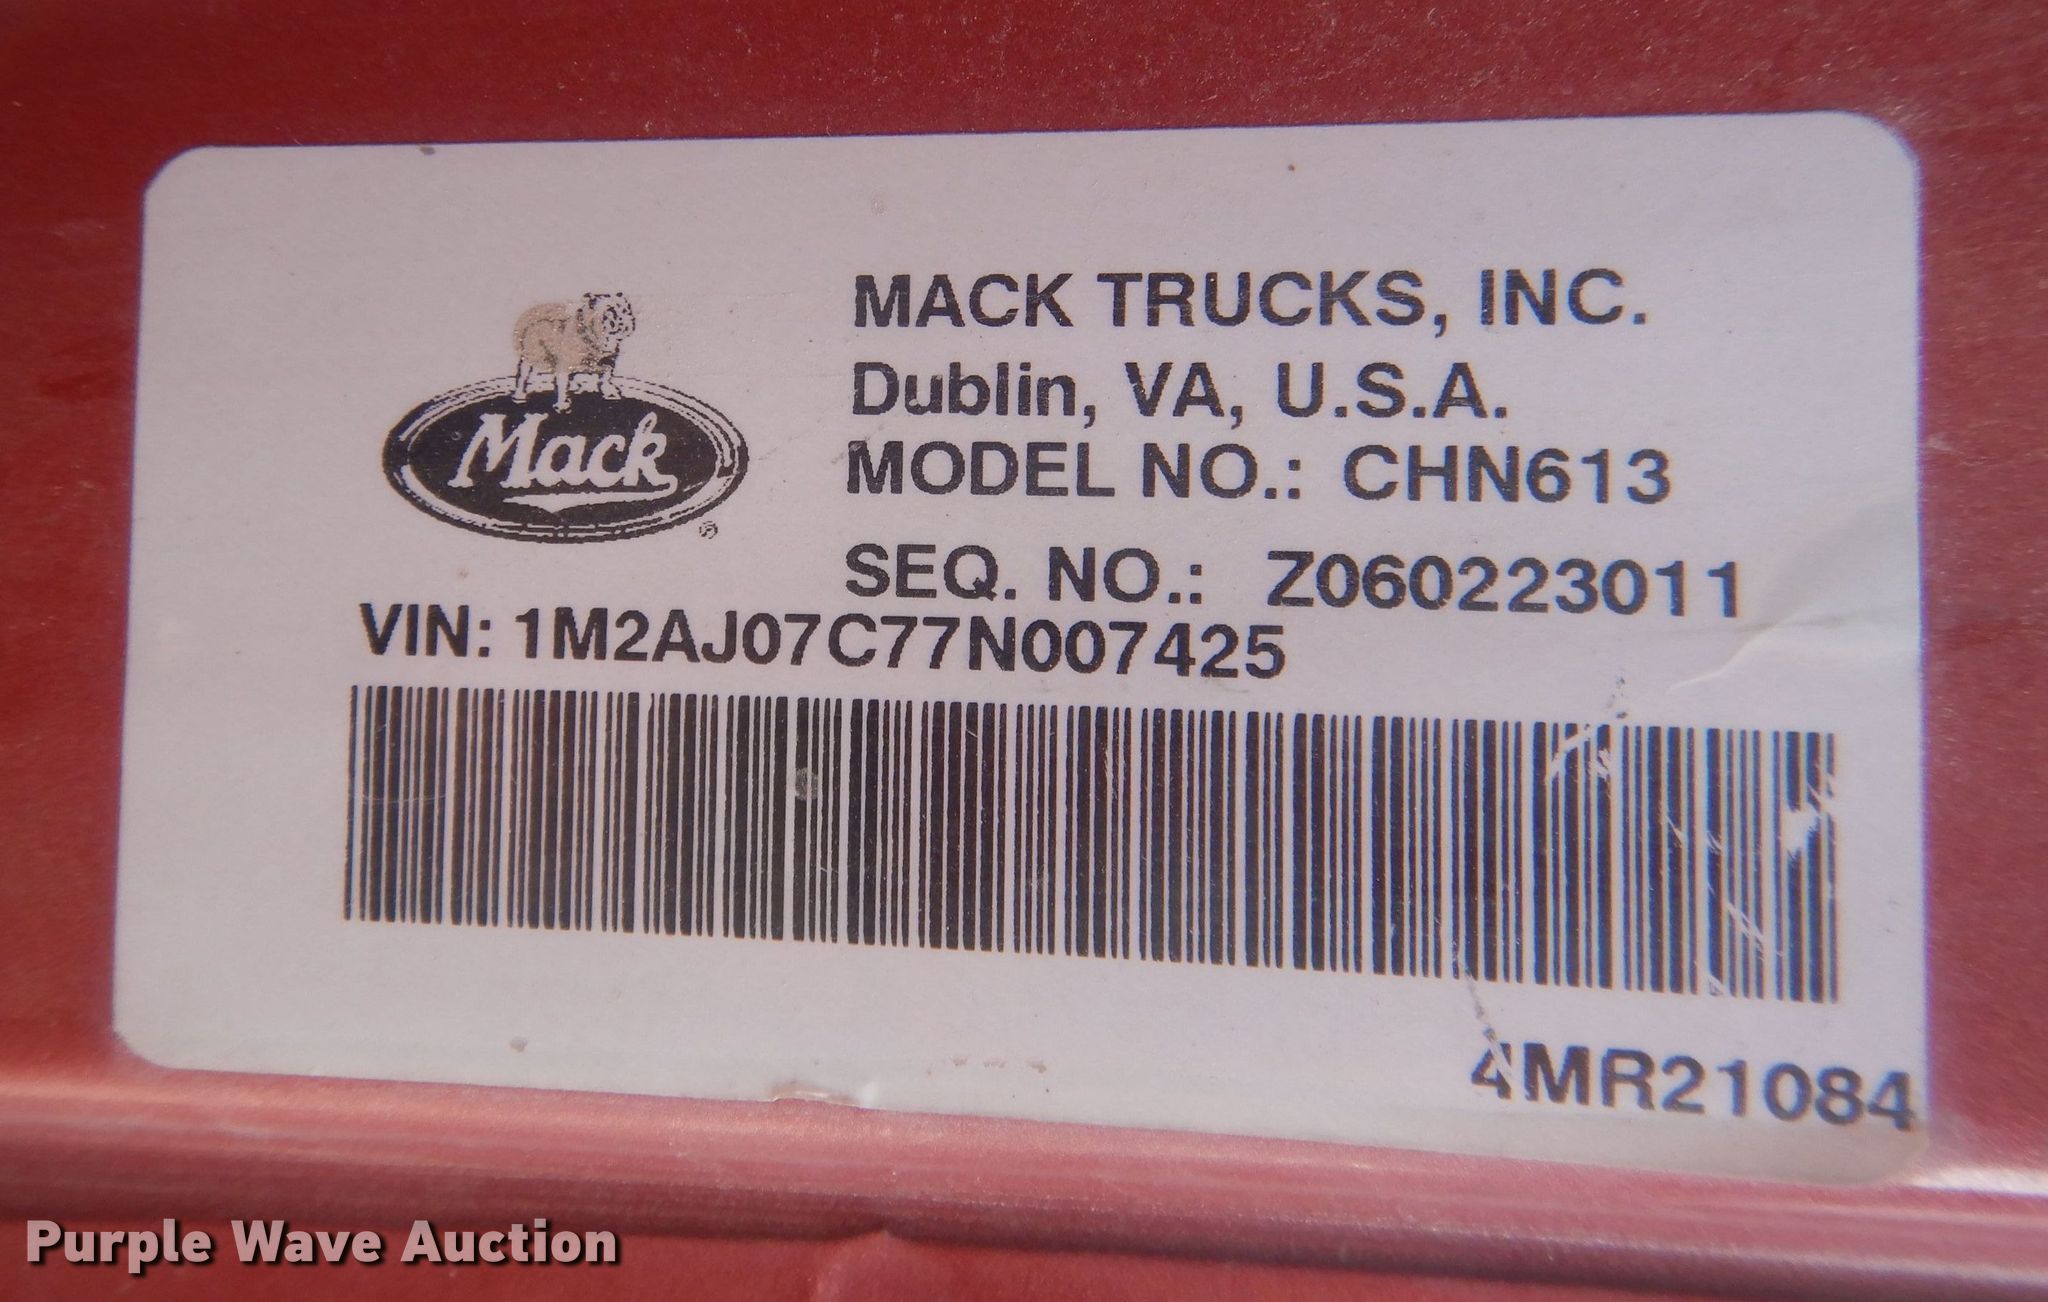 MACK TRUCKS, INC.
Dublin, VA, U.S.A.
Mack
®
MODEL NO.: CHN613
SEQ. NO.: Z060223011
VIN: 1M2AJ07C77N007425
4MR21084
Purple Wave Auction